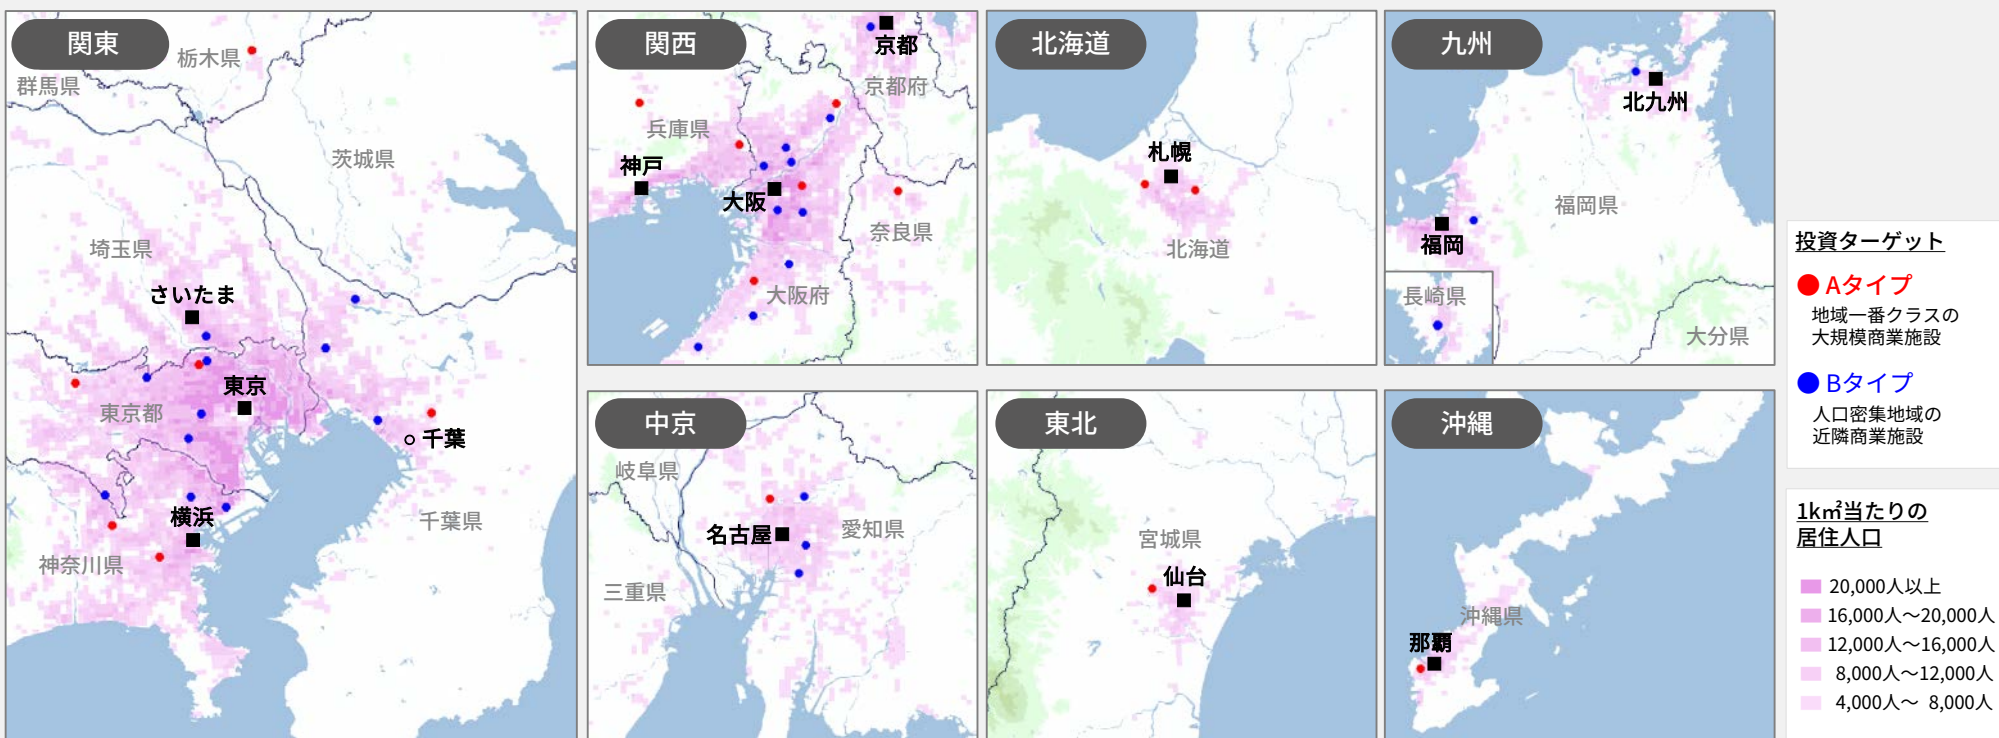 関東
栃木県
群馬県
茨城県
埼玉県
さいたま
東京
東京都
千葉
横浜
千葉県
神奈川県
関西
京都
京都府
兵庫県
神戸
大阪
奈良県
大阪府
北海道
札幌
北海道
九州
北九州
福岡県
福岡
長崎県
大分県
中京
岐阜県
名古屋
愛知県
三重県
東北
宮城県
仙台
沖縄
沖縄県
那覇
投資ターゲット
Aタイプ
地域一番クラスの
大規模商業施設
Bタイプ
人口密集地域の
近隣商業施設
1k㎡当たりの
居住人口
20,000人以上
16,000人～20,000人
12,000人～16,000人
8,000人～12,000人
4,000人～ 8,000人